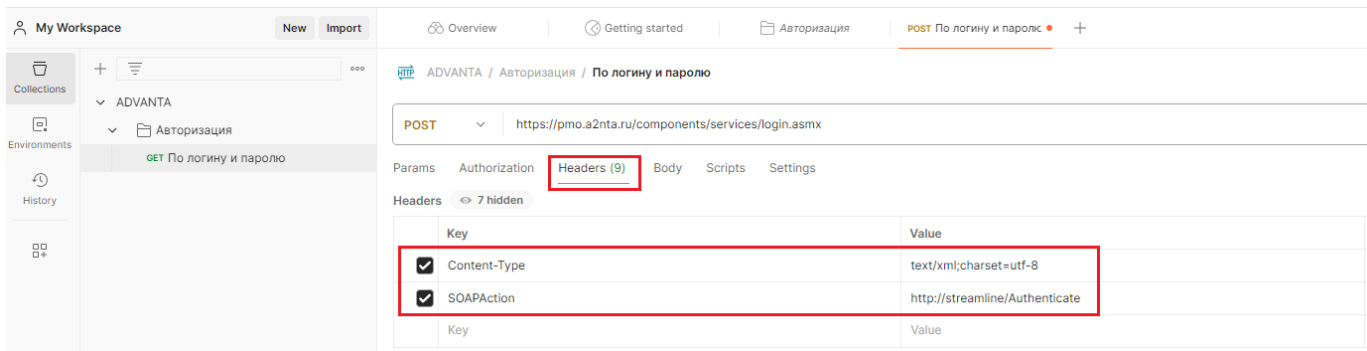 My Workspace New Import Overview Getting started Авторизация POST По логину и паролю
Collections
Environments
History
ADVANTA
Авторизация
GET По логину и паролю
HTTP ADVANTA / Авторизация / По логину и паролю
POST https://pmo.a2nta.ru/components/services/login.asmx
Params Authorization Headers (9) Body Scripts Settings
Headers 7 hidden
Key Value
Content-Type text/xml;charset=utf-8
SOAPAction http://streamline/Authenticate
Key Value